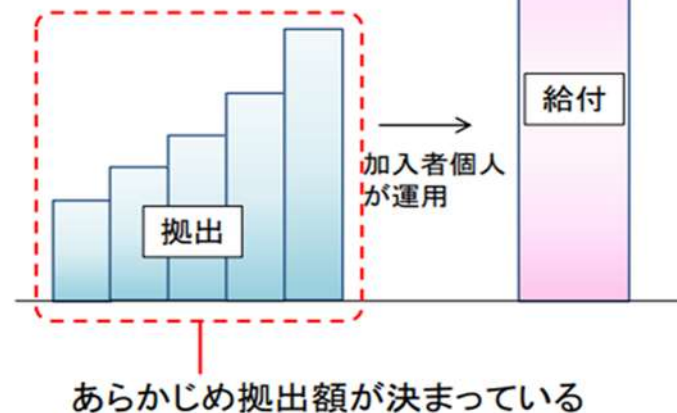 給付
加入者個人
が運用
拠出
あらかじめ拠出額が決まっている